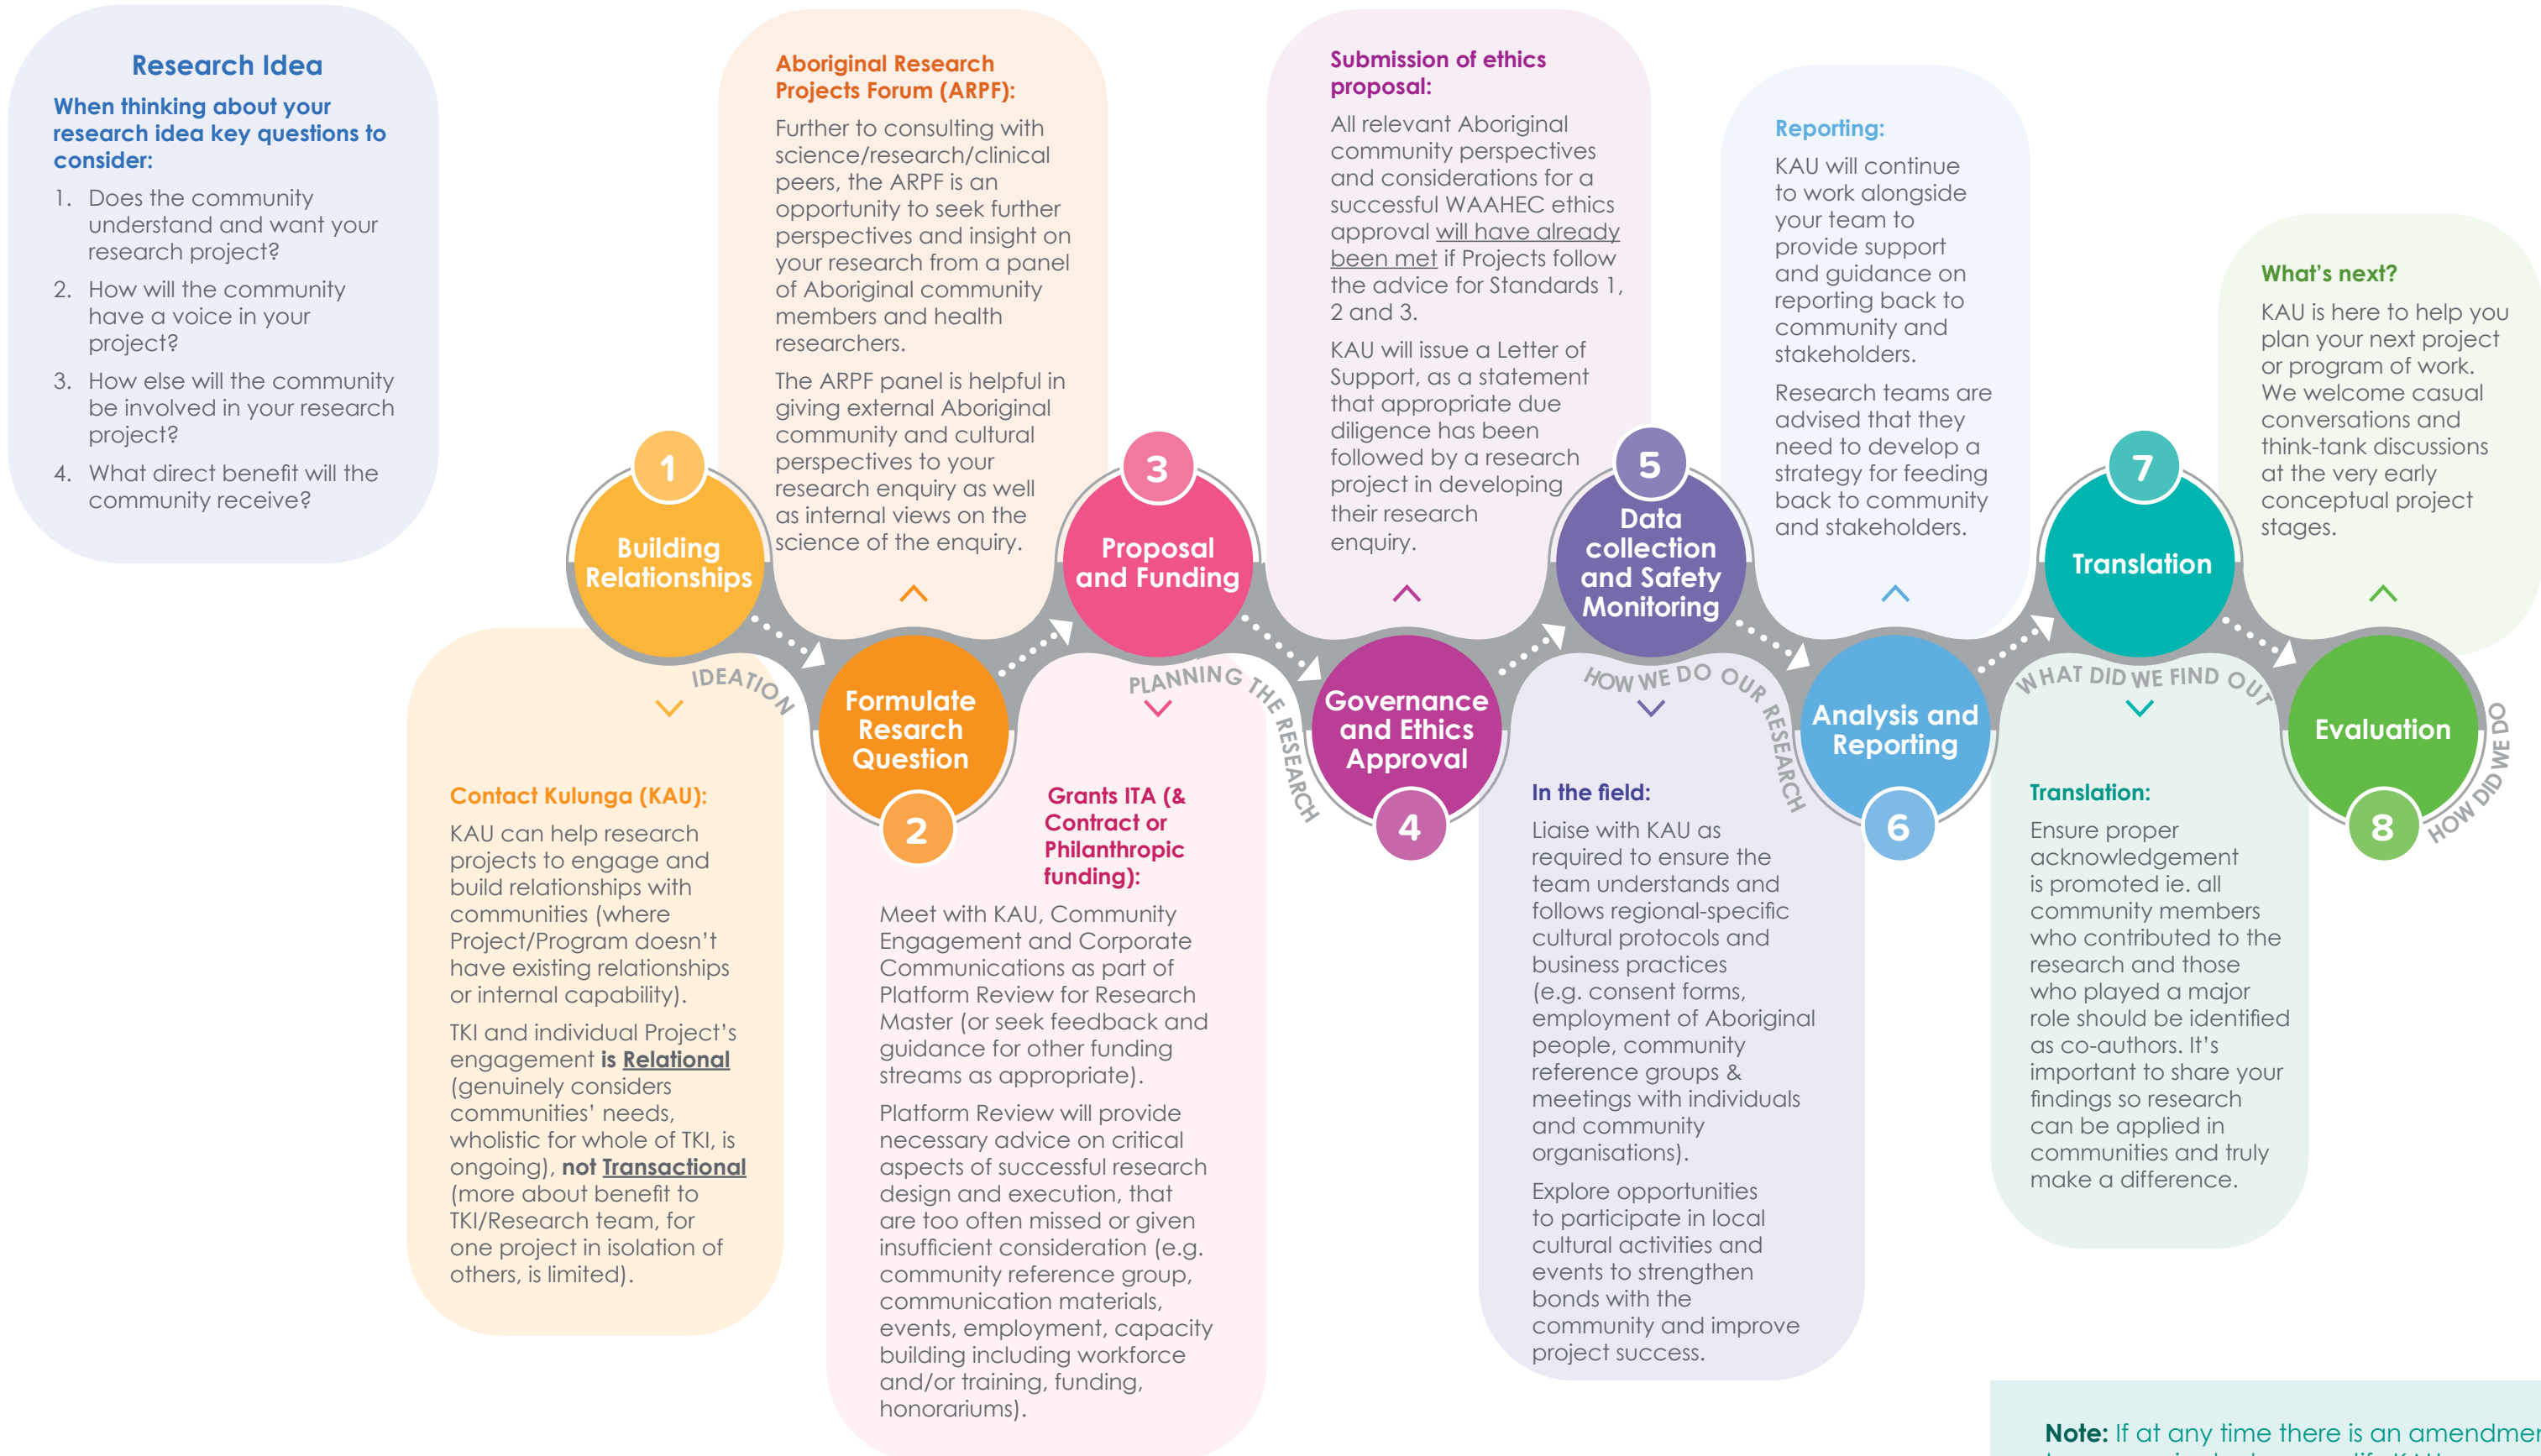 Research Idea
When thinking about your
research idea key questions to
consider:
1. Does the community
understand and want your
research project?
2. How will the community
have a voice in your
project?
3. How else will the community
be involved in your research
project?
4. What direct benefit will the
community receive?
1
Building
Relationships
IDEATION
Contact Kulunga (KAU):
KAU can help research
projects to engage and
build relationships with
communities (where
Project/Program doesn't
have existing relationships
or internal capability).
TKI and individual Project's
engagement is Relational
(genuinely considers
communities' needs,
wholistic for whole of TKI, is
ongoing), not Transactional
(more about benefit to
TKI/Research team, for
one project in isolation of
others, is limited).
Aboriginal Research
Projects Forum (ARPF):
Further to consulting with
science/research/clinical
peers, the ARPF is an
opportunity to seek further
perspectives and insight on
your research from a panel
of Aboriginal community
members and health
researchers.
The ARPF panel is helpful in
giving external Aboriginal
community and cultural
perspectives to your
research enquiry as well
as internal views on the
science of the enquiry.
Formulate
Resarch
Question
2
3
Proposal
and Funding
PLANNING THE RESEARCH
Grants ITA (&
Contract or
Philanthropic
funding):
Meet with KAU, Community
Engagement and Corporate
Communications as part of
Platform Review for Research
Master (or seek feedback and
guidance for other funding
streams as appropriate).
Platform Review will provide
necessary advice on critical
aspects of successful research
design and execution, that
are too often missed or given
insufficient consideration (e.g.
community reference group,
communication materials,
events, employment, capacity
building including workforce
and/or training, funding,
honorariums).
Submission of ethics
proposal:
All relevant Aboriginal
community perspectives
and considerations for a
successful WAAHEC ethics
approval will have already
been met if Projects follow
the advice for Standards 1,
2 and 3.
KAU will issue a Letter of
Support, as a statement
that appropriate due
diligence has been
followed by a research
project in developing
their research
enquiry.
Governance
and Ethics
Approval
4
5
Data
collection
and Safety
Monitoring
HOW WE DO OUR RESEARCH
In the field:
Liaise with KAU as
required to ensure the
team understands and
follows regional-specific
cultural protocols and
business practices
(e.g. consent forms,
employment of Aboriginal
people, community
reference groups &
meetings with individuals
and community
organisations).
Explore opportunities
to participate in local
cultural activities and
events to strengthen
bonds with the
community and improve
project success.
Reporting:
KAU will continue
to work alongside
your team to
provide support
and guidance on
reporting back to
community and
stakeholders.
Research teams are
advised that they
need to develop a
strategy for feeding
back to community
and stakeholders.
Analysis and
Reporting
6
7
Translation
WHAT DID WE FIND OUT
Translation:
Ensure proper
acknowledgement
is promoted ie. all
community members
who contributed to the
research and those
who played a major
role should be identified
as co-authors. It's
important to share your
findings so research
can be applied in
communities and truly
make a difference.
What's next?
KAU is here to help you
plan your next project
or program of work.
We welcome casual
conversations and
think-tank discussions
at the very early
conceptual project
stages.
Evaluation
8
HOW DID WE DO
Note: If at any time there is an